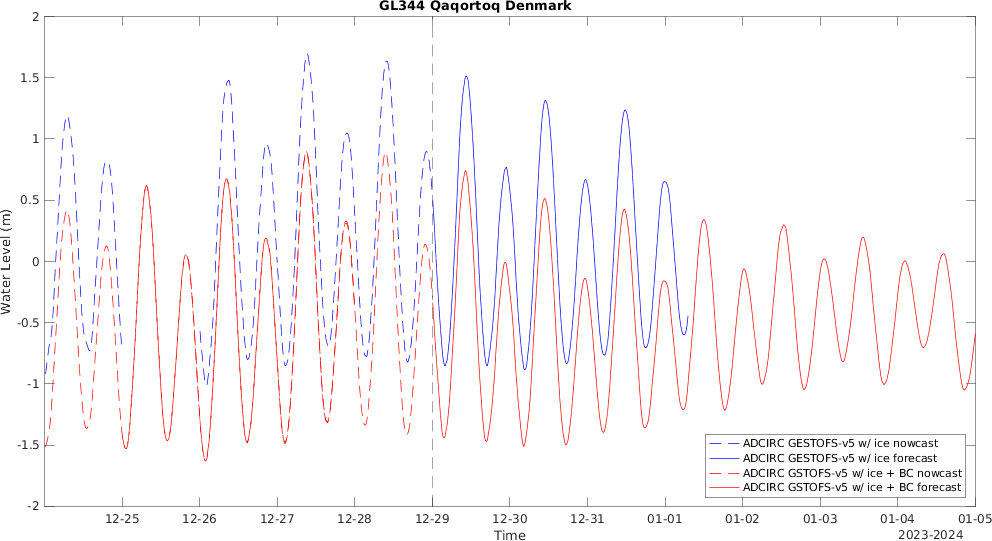 GL344 Qaqortoq Denmark
2
1.5
1
0.5
0
-0.5
-1
-1.5
-2
Water Level (m)
ADCIRC GESTOFS-v5 w/ ice nowcast
ADCIRC GESTOFS-v5 w/ ice forecast
ADCIRC GSTOFS-v5 w/ ice + BC nowcast
ADCIRC GSTOFS-v5 w/ ice + BC forecast
12-25 12-26 12-27 12-28 12-29 12-30 12-31 01-01 01-02 01-03 01-04 01-05
Time
2023-2024